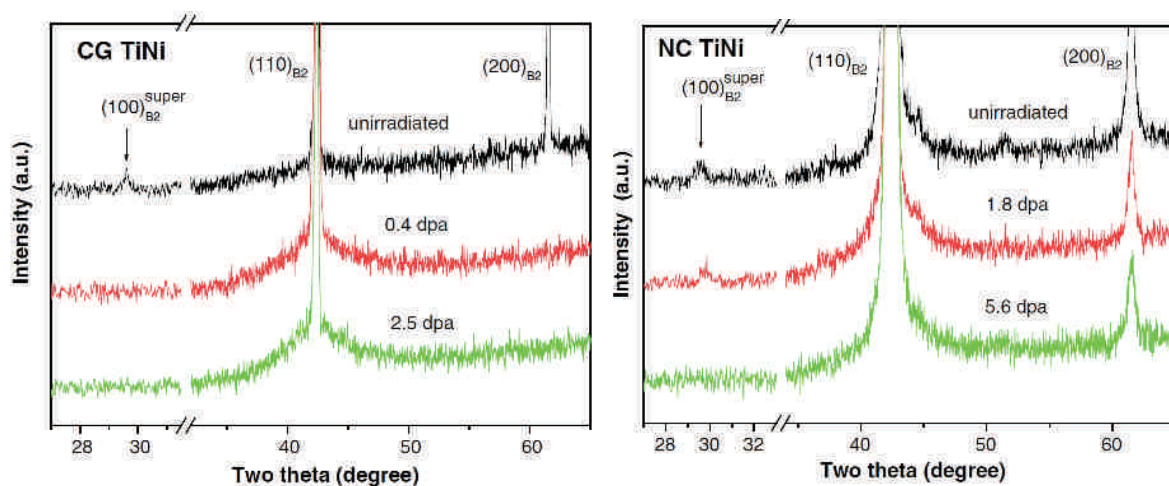 CG TiNi
(110)B2
(200)B2
(100)B2super
unirradiated
0.4 dpa
2.5 dpa
Intensity (a.u.)
28 30 40 50 60
Two theta (degree)
NC TiNi
(110)B2
(200)B2
(100)B2super
unirradiated
1.8 dpa
5.6 dpa
Intensity (a.u.)
28 30 32 40 50 60
Two theta (degree)